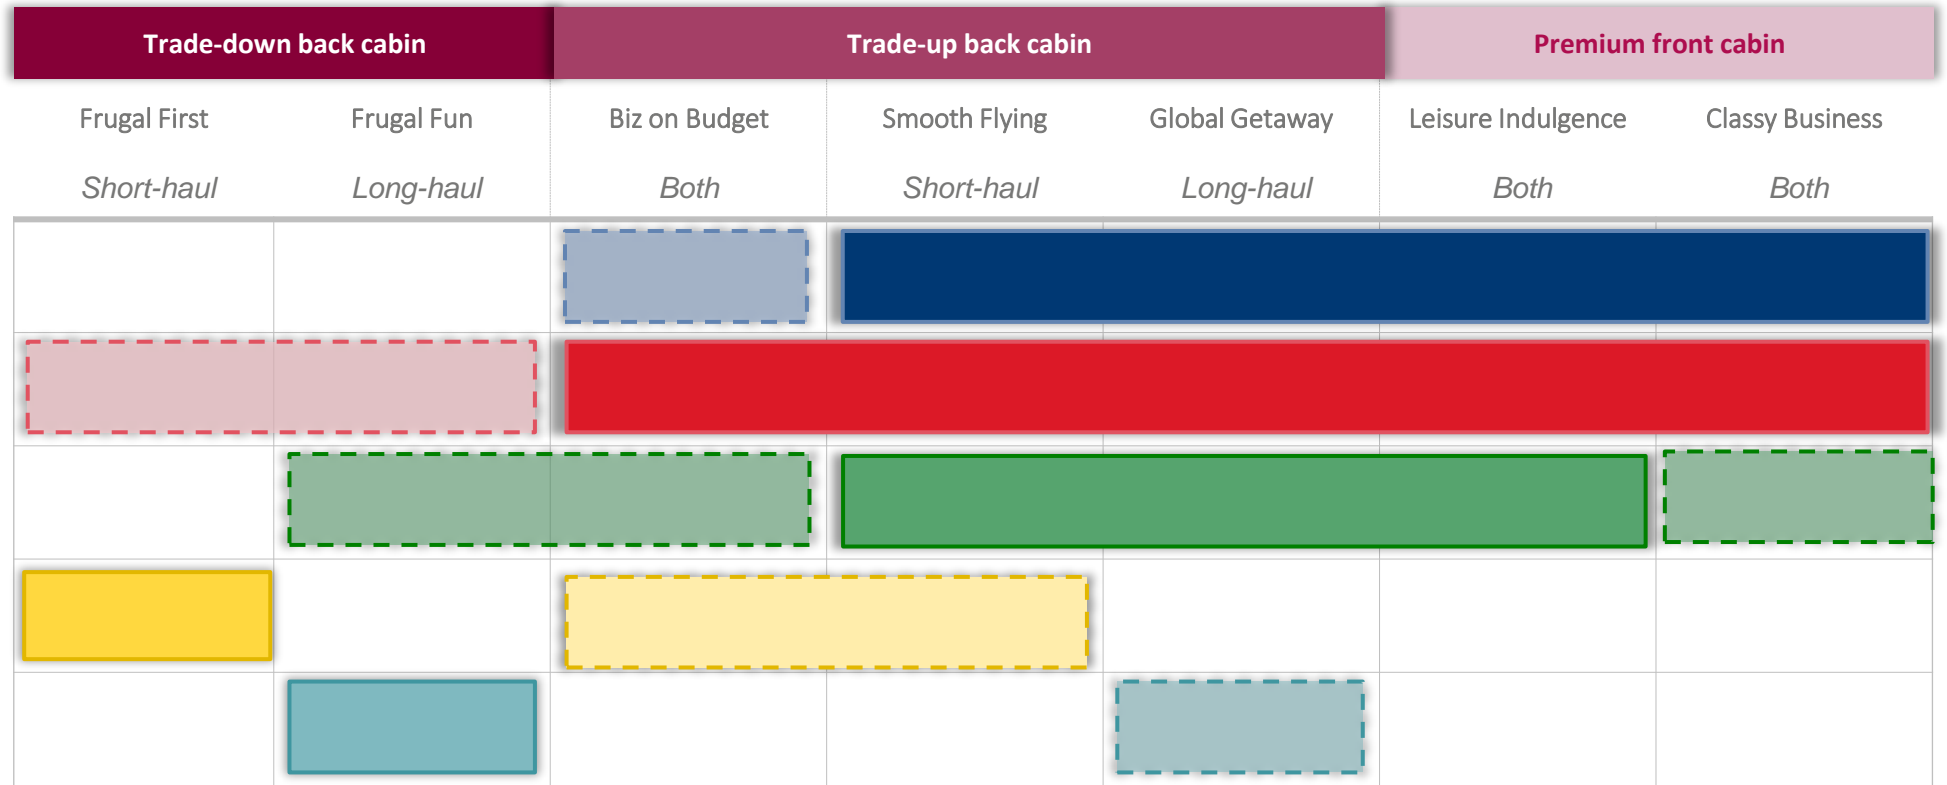 Trade-down back cabin Trade-up back cabin Premium front cabin
Frugal First Frugal Fun Biz on Budget Smooth Flying Global Getaway Leisure Indulgence Classy Business
Short-haul Long-haul Both Short-haul Long-haul Both Both